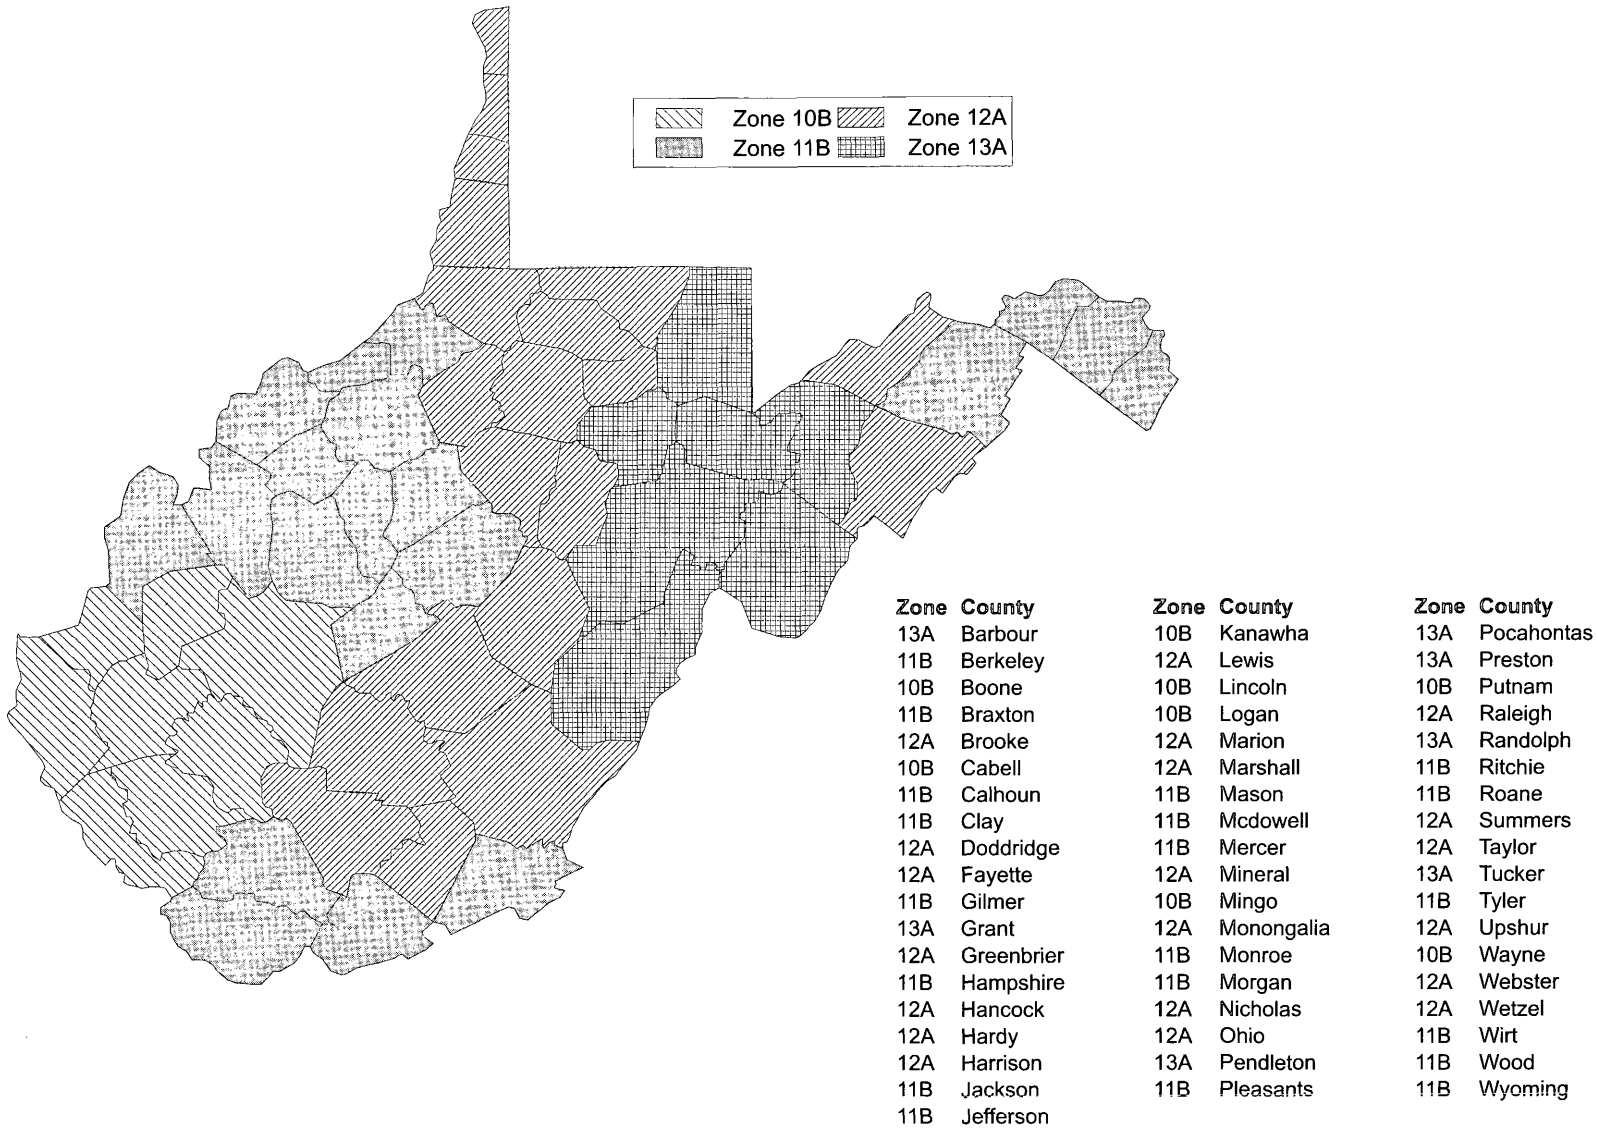 Zone 10B Zone 12A
Zone 11B Zone 13A
Zone County
13A Barbour
11B Berkeley
10B Boone
11B Braxton
12A Brooke
10B Cabell
11B Calhoun
11B Clay
12A Doddridge
12A Fayette
11B Gilmer
13A Grant
12A Greenbrier
11B Hampshire
12A Hancock
12A Hardy
12A Harrison
11B Jackson
11B Jefferson
Zone County
10B Kanawha
12A Lewis
10B Lincoln
10B Logan
12A Marion
12A Marshall
11B Mason
11B Mcdowell
11B Mercer
12A Mineral
10B Mingo
12A Monongalia
11B Monroe
11B Morgan
12A Nicholas
12A Ohio
13A Pendleton
11B Pleasants
Zone County
13A Pocahontas
13A Preston
10B Putnam
12A Raleigh
13A Randolph
11B Ritchie
11B Roane
12A Summers
12A Taylor
13A Tucker
11B Tyler
12A Upshur
10B Wayne
12A Webster
12A Wetzel
11B Wirt
11B Wood
11B Wyoming